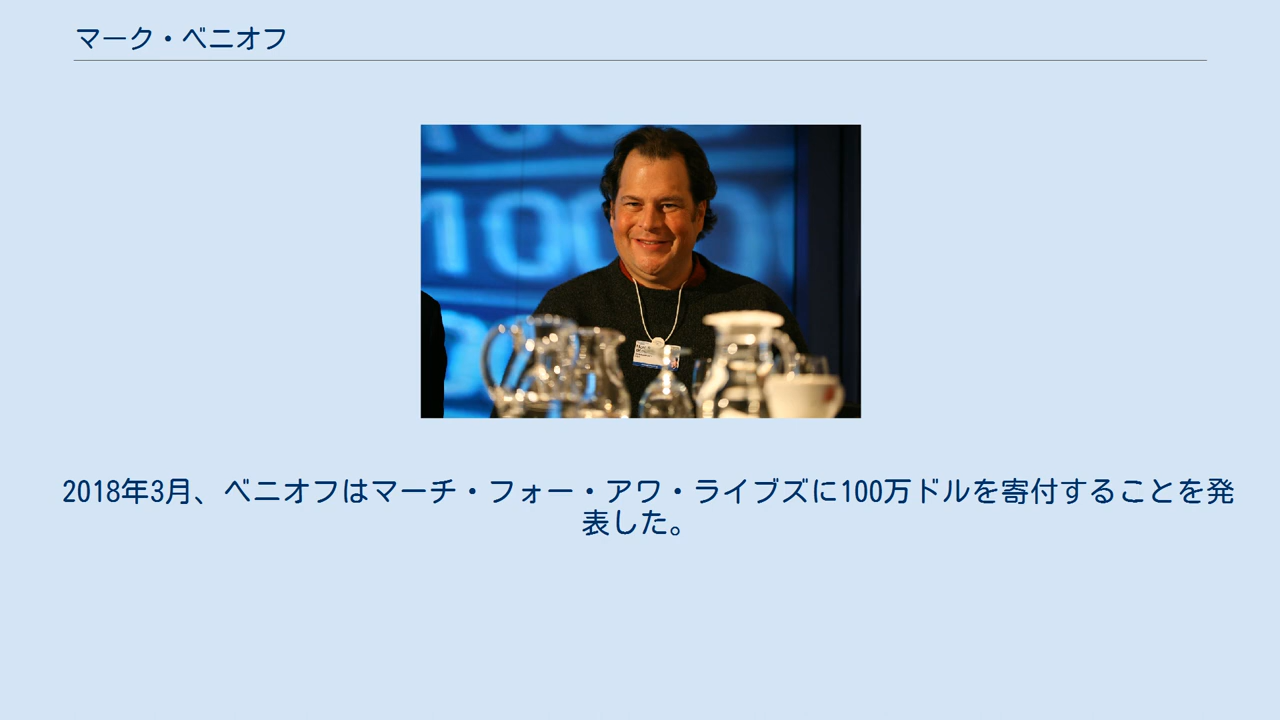 マーク・ベニオフ
100
2018年3月、ベニオフはマーチ・フォー・アワ・ライブズに100万ドルを寄付することを発
表した。